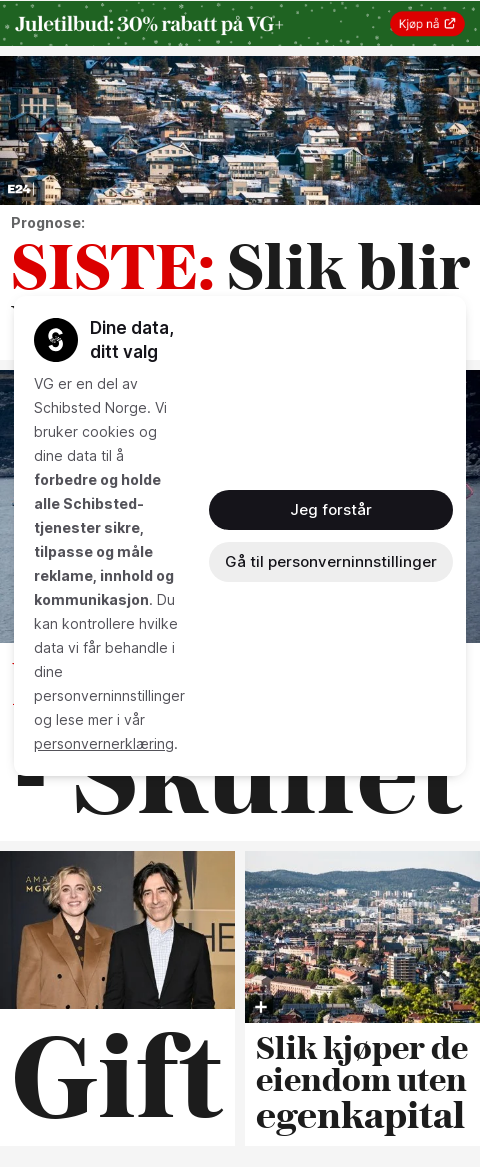 Juletilbud: 30% rabatt på VG+
Kjøp nå
E24
Prognose:
SISTE: Slik blir
Dine data,
ditt valg
VG er en del av
Schibsted Norge. Vi
bruker cookies og
dine data til å
forbedre og holde
alle Schibsted-
tjenester sikre,
tilpasse og måle
reklame, innhold og
kommunikasjon. Du
kan kontrollere hvilke
data vi får behandle i
dine
personverninnstillinger
og lese mer i vår
personvernerklæring.
Jeg forstår
Gå til personverninnstillinger
- Skuffet
AMAZON
MGM STUDIOS
Gift
+
Slik kjøper de
eiendom uten
egenkapital